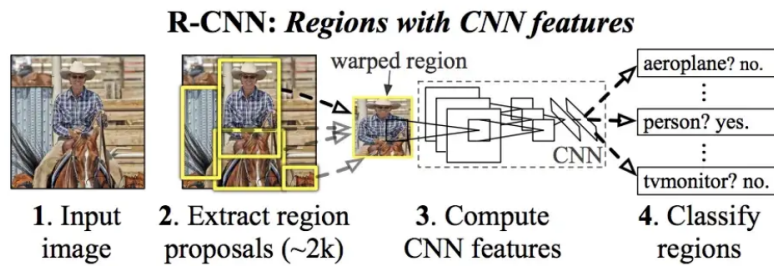 R-CNN: Regions with CNN features
warped region
aeroplane? no.
person? yes.
tvmonitor? no.
CNN
1. Input
image
2. Extract region
proposals (~2k)
3. Compute
CNN features
4. Classify
regions